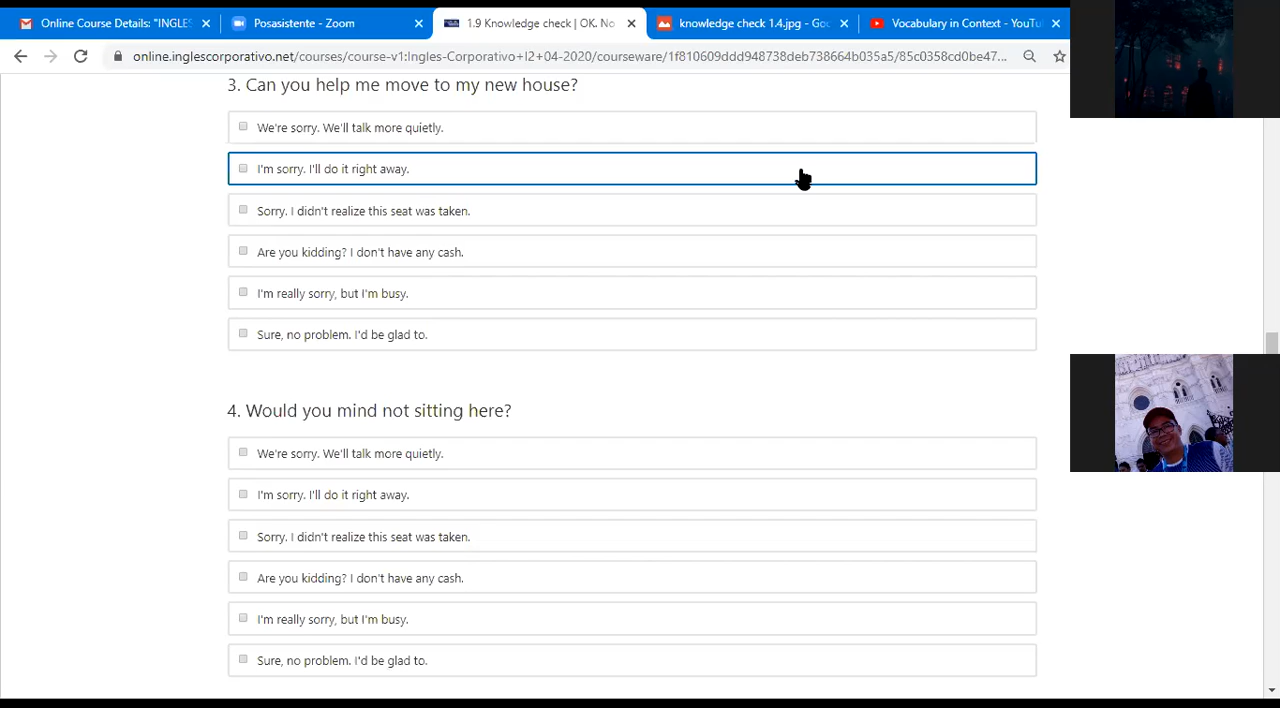 Online Course Details: "INGLES
Posasistente - Zoom
1.9 Knowledge check | OK. No
knowledge check 1.4.jpg - Goo
Vocabulary in Context - YouTu
online.inglescorporativo.net/courses/course-v1:Ingles-Corporativo+I2+04-2020/courseware/1f810609ddd948738deb738664b035a5/85c0358cd0be47...
3. Can you help me move to my new house?
We're sorry. We'll talk more quietly.
I'm sorry. I'll do it right away.
Sorry. I didn't realize this seat was taken.
Are you kidding? I don't have any cash.
I'm really sorry, but I'm busy.
Sure, no problem. I'd be glad to.
4. Would you mind not sitting here?
We're sorry. We'll talk more quietly.
I'm sorry. I'll do it right away.
Sorry. I didn't realize this seat was taken.
Are you kidding? I don't have any cash.
I'm really sorry, but I'm busy.
Sure, no problem. I'd be glad to.